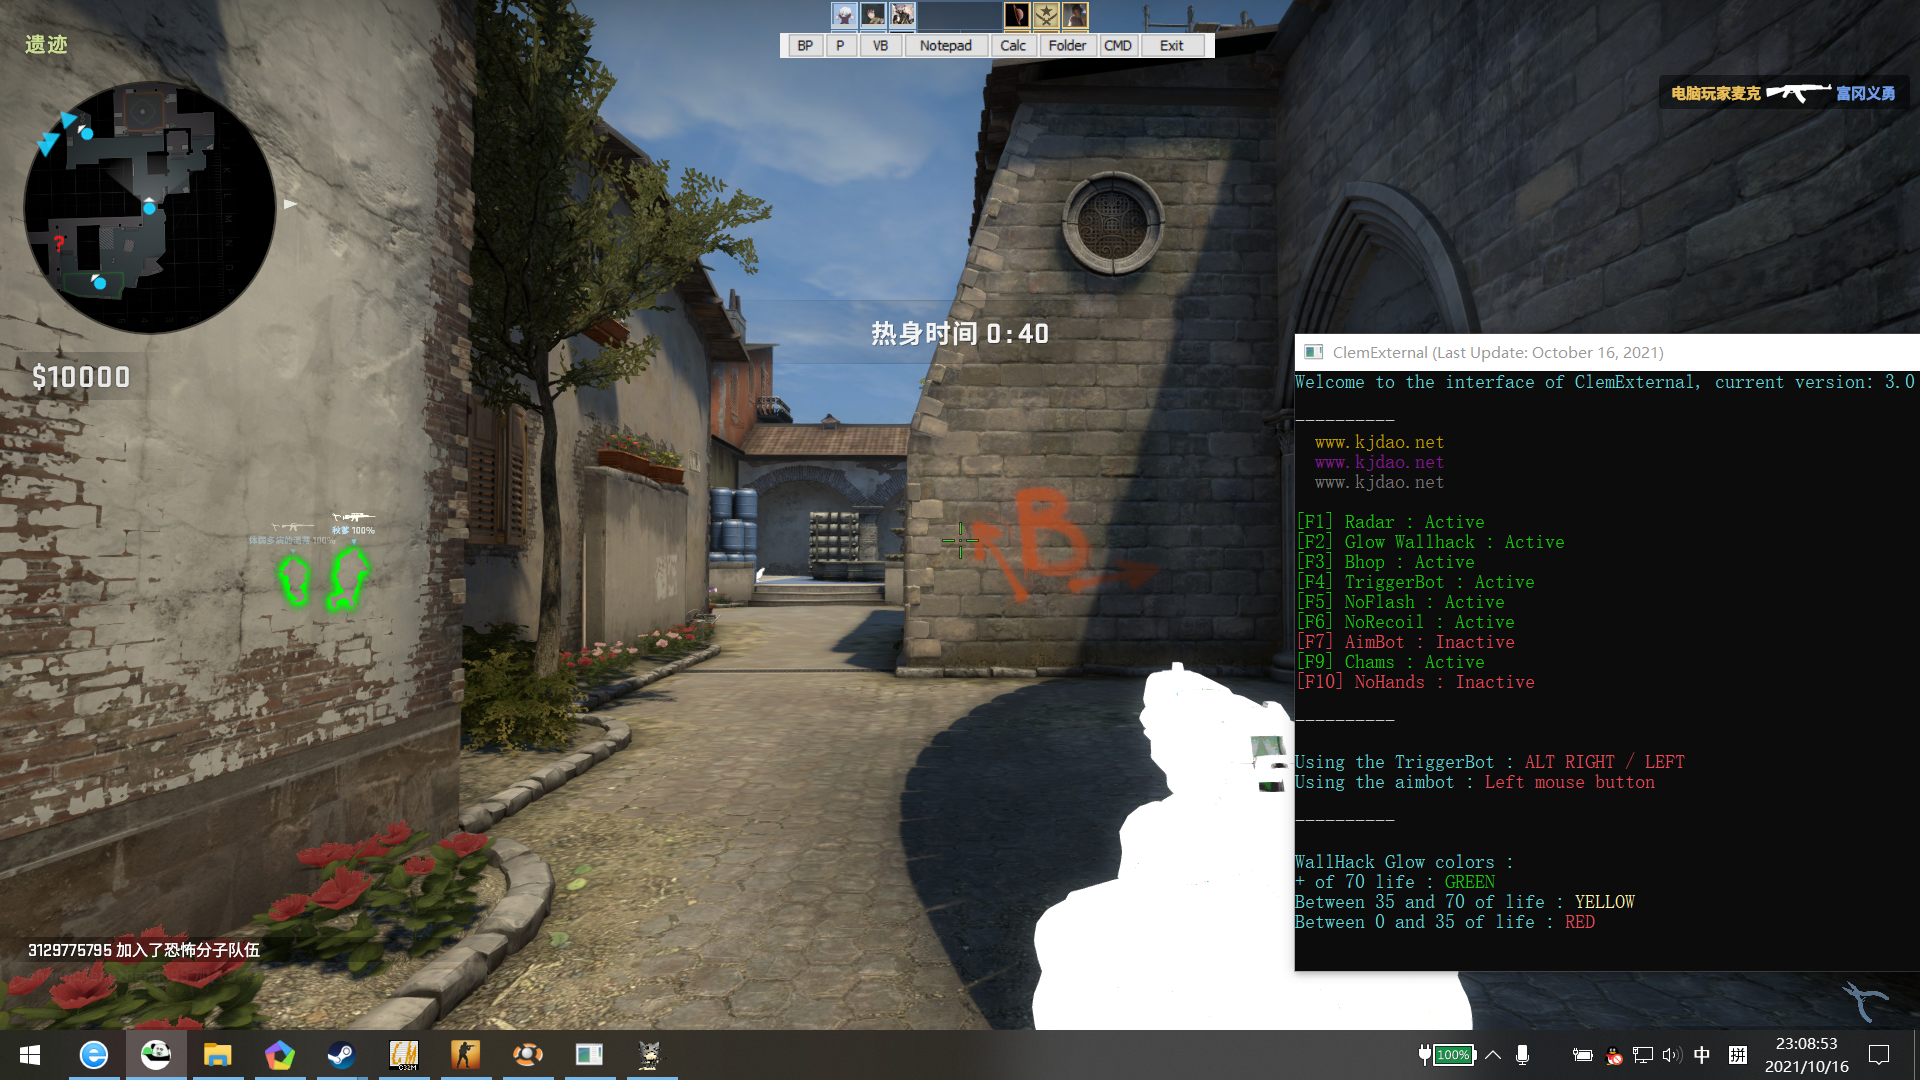 遗迹
BP P VB Notepad Calc Folder CMD Exit
电脑玩家麦克 富冈义勇
热身时间 0:40
$10000
秋爹 100%
100%
B
ClemExternal (Last Update: October 16, 2021)
Welcome to the interface of ClemExternal, current version: 3.0
----------
www.kjdao.net
www.kjdao.net
www.kjdao.net
[F1] Radar : Active
[F2] Glow Wallhack : Active
[F3] Bhop : Active
[F4] TriggerBot : Active
[F5] NoFlash : Active
[F6] NoRecoil : Active
[F7] AimBot : Inactive
[F9] Chams : Active
[F10] NoHands : Inactive
----------
Using the TriggerBot : ALT RIGHT / LEFT
Using the aimbot : Left mouse button
----------
WallHack Glow colors :
+ of 70 life : GREEN
Between 35 and 70 of life : YELLOW
Between 0 and 35 of life : RED
3129775795 加入了恐怖分子队伍
100% 中 拼
23:08:53
2021/10/16